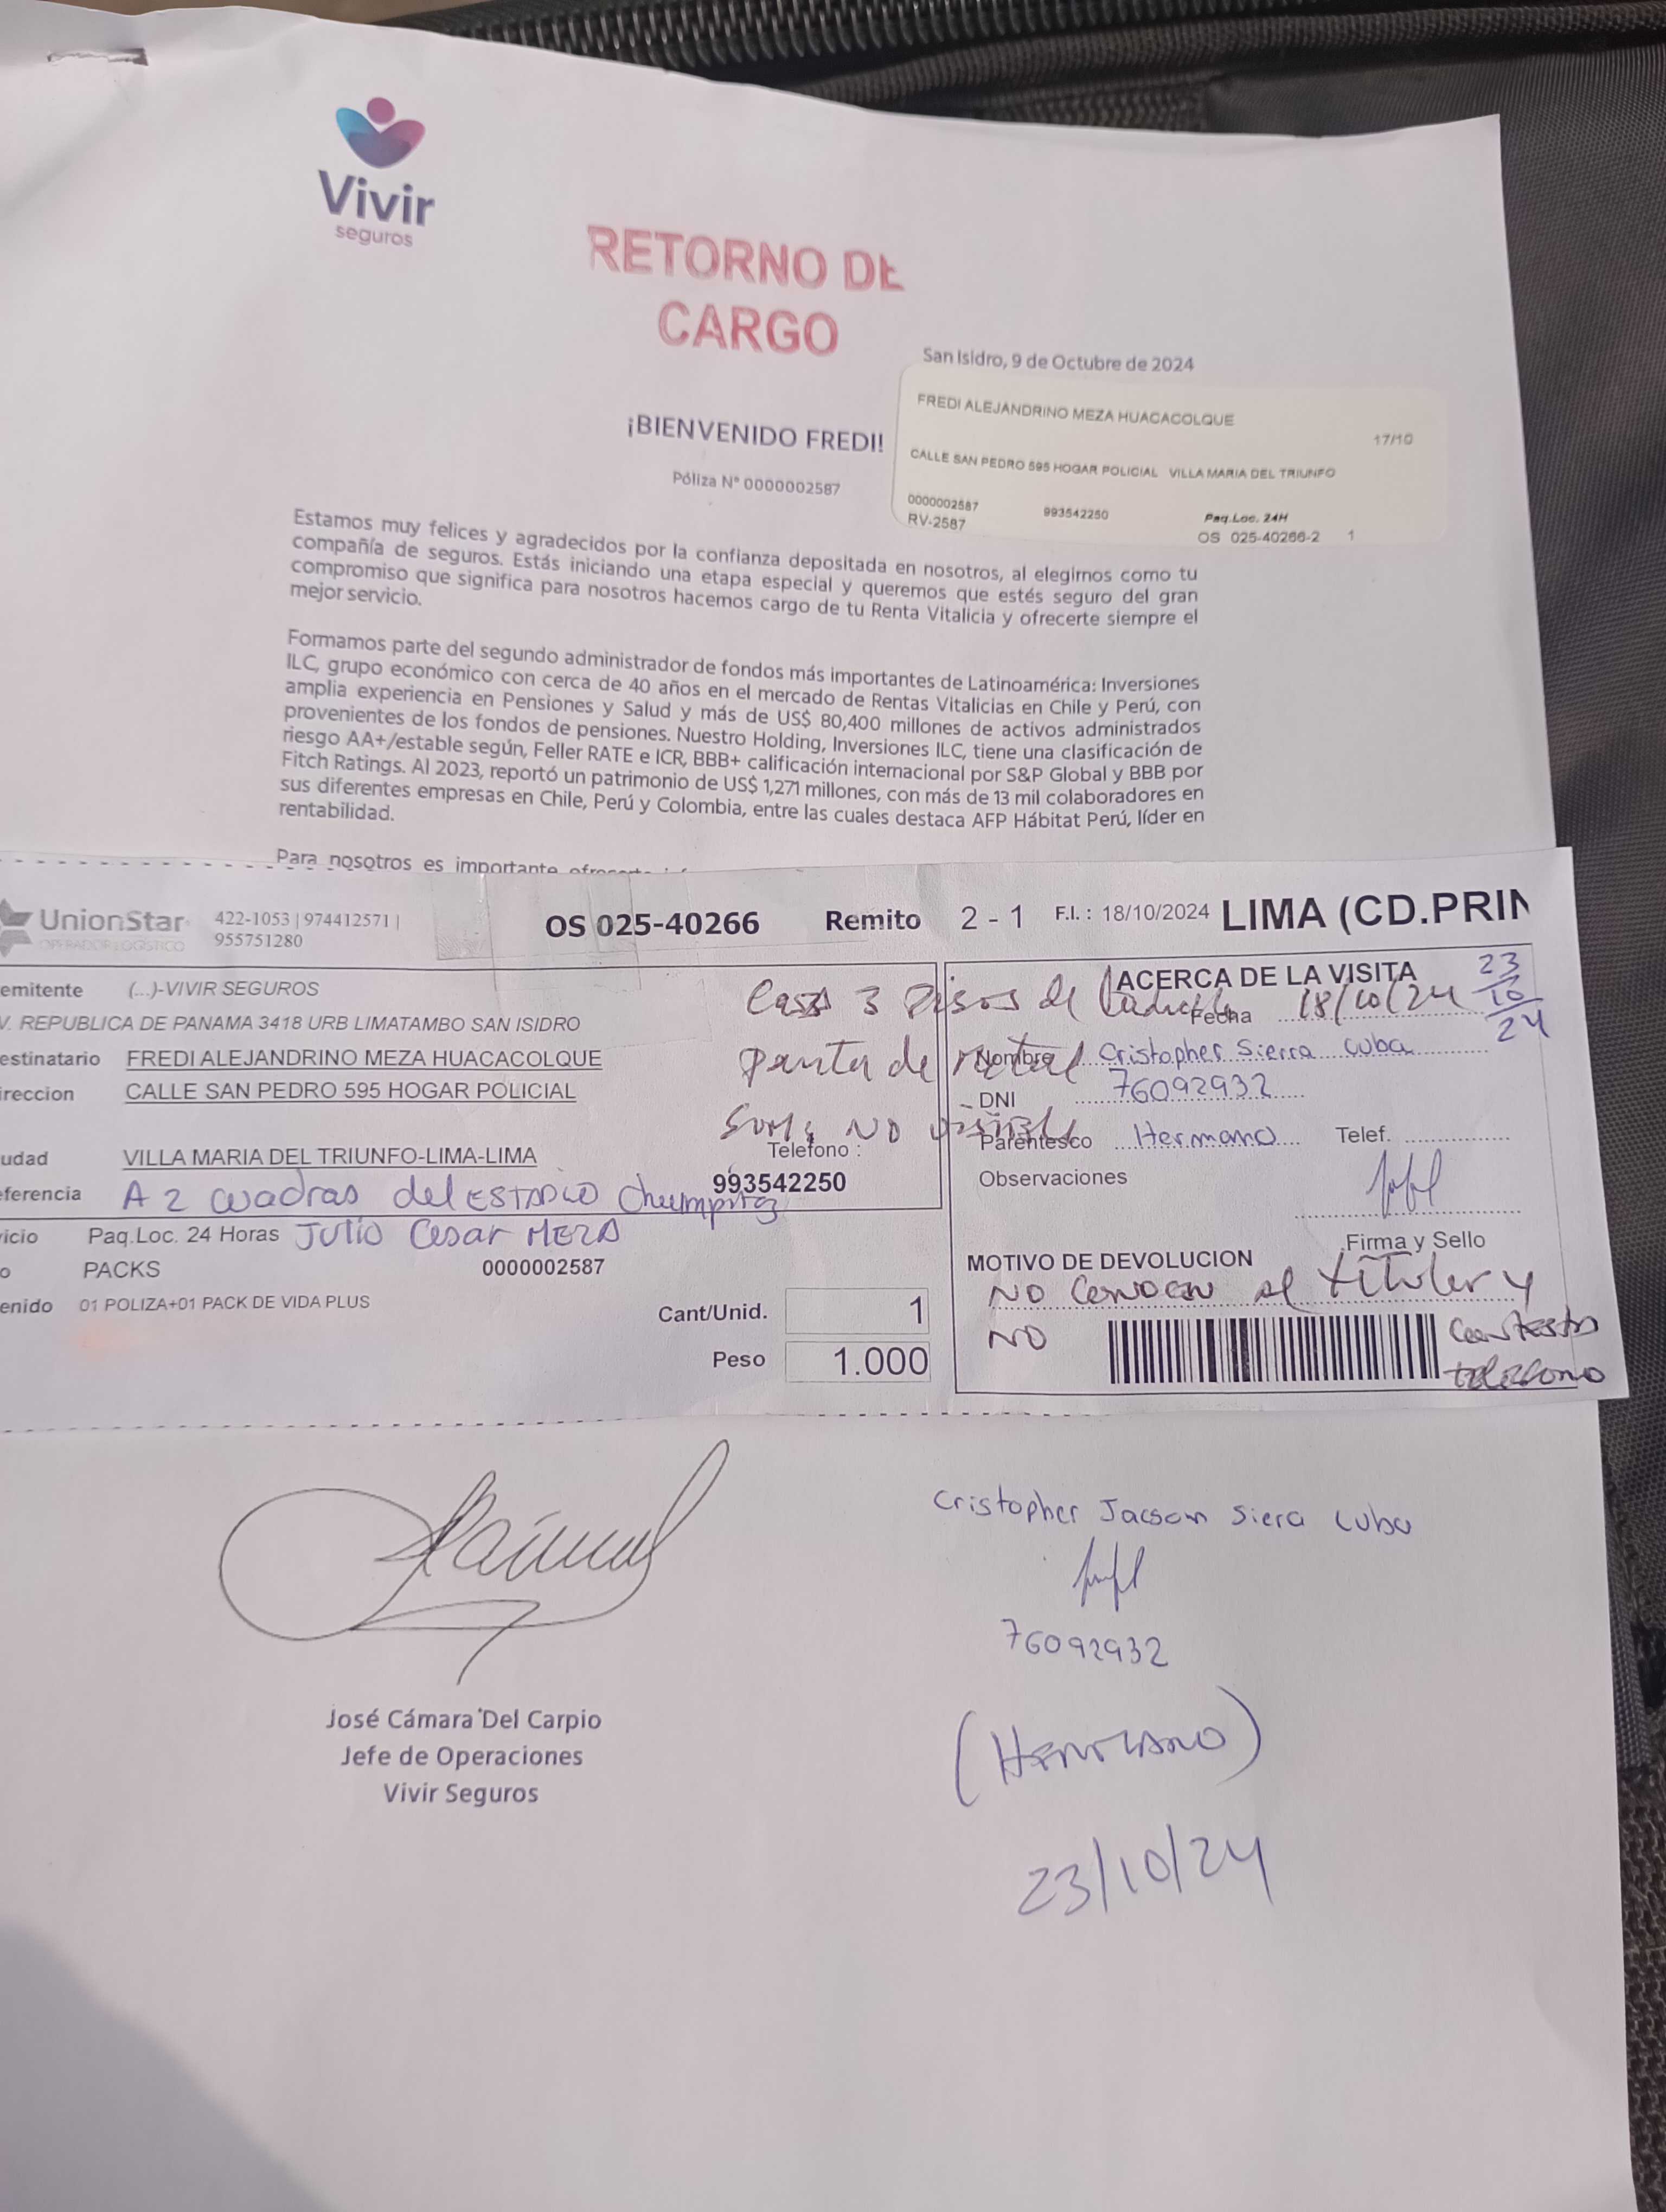 Vivir
seguros
RETORNO DE
CARGO
San Isidro, 9 de Octubre de 2024
FREDI ALEJANDRINO MEZA HUACACOLQUE
17/10
CALLE SAN PEDRO 595 HOGAR POLICIAL VILLA MARIA DEL TRIUNFO
0000002587 993542250 Paq.Loc. 24H
RV-2587 OS 025-40266-2 1
¡BIENVENIDO FREDI!
Póliza N° 0000002587
Estamos muy felices y agradecidos por la confianza depositada en nosotros, al elegirnos como tu
compañía de seguros. Estás iniciando una etapa especial y queremos que estés seguro del gran
compromiso que significa para nosotros hacernos cargo de tu Renta Vitalicia y ofrecerte siempre el
mejor servicio.
Formamos parte del segundo administrador de fondos más importantes de Latinoamérica: Inversiones
ILC, grupo económico con cerca de 40 años en el mercado de Rentas Vitalicias en Chile y Perú, con
amplia experiencia en Pensiones y Salud y más de US$ 80,400 millones de activos administrados
provenientes de los fondos de pensiones. Nuestro Holding, Inversiones ILC, tiene una clasificación de
riesgo AA+/estable según, Feller RATE e ICR, BBB+ calificación internacional por S&P Global y BBB por
Fitch Ratings. Al 2023, reportó un patrimonio de US$ 1,271 millones, con más de 13 mil colaboradores en
sus diferentes empresas en Chile, Perú y Colombia, entre las cuales destaca AFP Hábitat Perú, líder en
rentabilidad.
Para nosotros es importante
UnionStar 422-1053 | 974412571 |
OPERADOR LOGÍSTICO 955751280
OS 025-40266 Remito 2 - 1 F.I. : 18/10/2024 LIMA (CD.PRIN
emitente (...)-VIVIR SEGUROS
V. REPUBLICA DE PANAMA 3418 URB LIMATAMBO SAN ISIDRO
estinatario FREDI ALEJANDRINO MEZA HUACACOLQUE
ireccion CALLE SAN PEDRO 595 HOGAR POLICIAL
udad VILLA MARIA DEL TRIUNFO-LIMA-LIMA
Telefono :
993542250
eferencia A 2 cuadras del ESTADIO Chumpitaz
icio Paq.Loc. 24 Horas Julio Cesar MEZA
o PACKS 0000002587
enido 01 POLIZA+01 PACK DE VIDA PLUS
Cant/Unid. 1
Peso 1.000
Casa 3 Pisos de
de metal
NO visible
ACERCA DE LA VISITA
Fecha 18/10/24 23/10/24
Nombre Cristopher Sierra Cuba
DNI 76092932
Parentesco Hermano Telef.
Observaciones
Firma y Sello
MOTIVO DE DEVOLUCION
NO conocen al titular y
NO contesta
telefono
José Cámara Del Carpio
Jefe de Operaciones
Vivir Seguros
Cristopher Jacson Siera Cuba
76092932
(HERMANO)
23/10/24